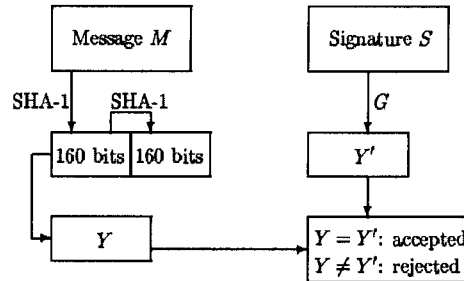 Message M
Signature S
SHA-1
SHA-1
G
160 bits
160 bits
Y′
Y
Y = Y′: accepted
Y ≠ Y′: rejected